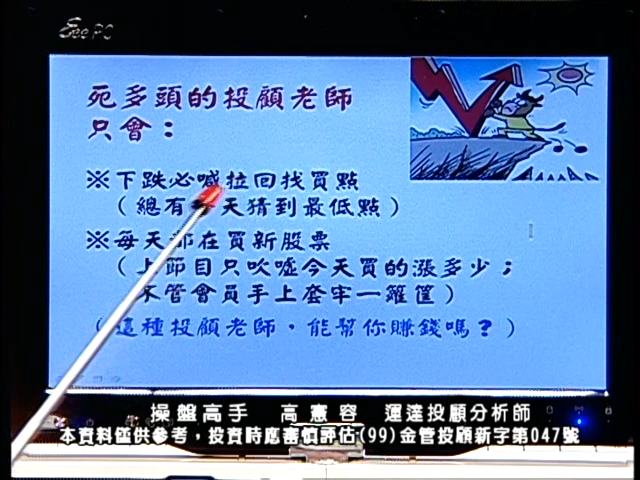 Eee PC
死多頭的投顧老師
只會：
※下跌必喊拉回找買點
（總有 天猜到最低點）
※每天都在買新股票
（上節目只吹噓今天買的漲多少；
不管會員手上套牢一籮筐）
（這種投顧老師，能幫你賺錢嗎？）
操盤高手 高憲容 運達投顧分析師
本資料僅供參考，投資時應審慎評估(99)金管投顧新字第047號